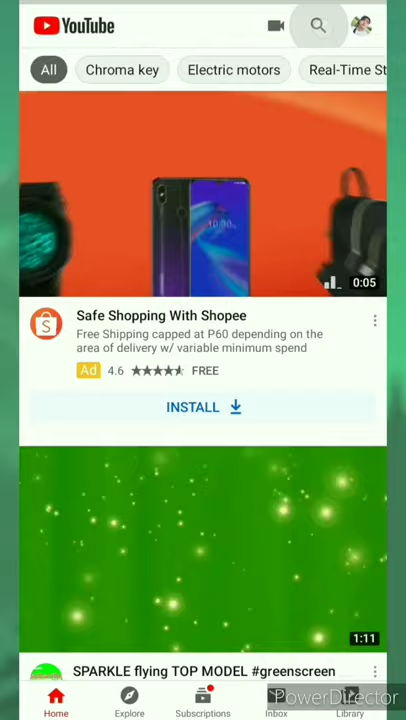 YouTube
All
Chroma key
Electric motors
Real-Time St
10:30
0:05
Safe Shopping With Shopee
Free Shipping capped at P60 depending on the
area of delivery w/ variable minimum spend
Ad 4.6 FREE
INSTALL
1:11
SPARKLE flying TOP MODEL #greenscreen
Home
Explore
Subscriptions
Inbox
Library
PowerDirector